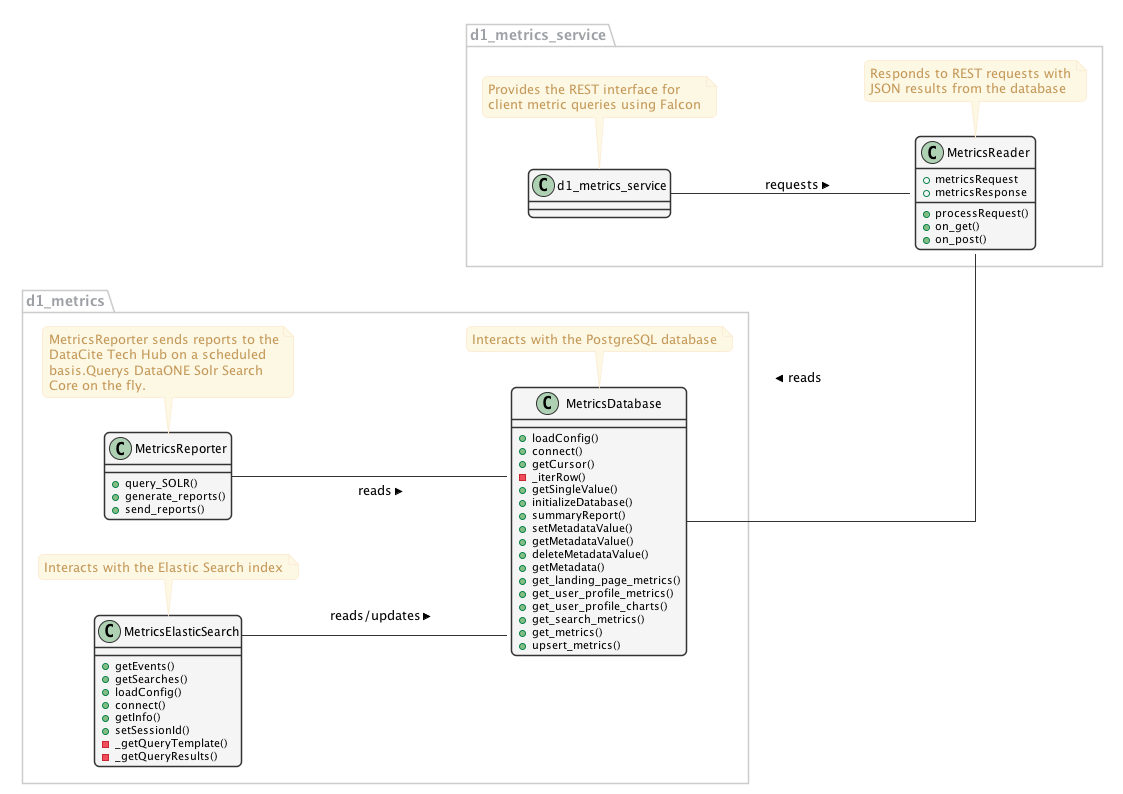 d1_metrics_service
Provides the REST interface for
client metric queries using Falcon
Responds to REST requests with
JSON results from the database
C d1_metrics_service
requests ▶
C MetricsReader
metricsRequest
metricsResponse
processRequest()
on_get()
on_post()
d1_metrics
MetricsReporter sends reports to the
DataCite Tech Hub on a scheduled
basis.Querys DataONE Solr Search
Core on the fly.
Interacts with the PostgreSQL database
◀ reads
C MetricsReporter
query_SOLR()
generate_reports()
send_reports()
reads ▶
C MetricsDatabase
loadConfig()
connect()
getCursor()
_iterRow()
getSingleValue()
initializeDatabase()
summaryReport()
setMetadataValue()
getMetadataValue()
deleteMetadataValue()
getMetadata()
get_landing_page_metrics()
get_user_profile_metrics()
get_user_profile_charts()
get_search_metrics()
get_metrics()
upsert_metrics()
Interacts with the Elastic Search index
reads/updates ▶
C MetricsElasticSearch
getEvents()
getSearches()
loadConfig()
connect()
getInfo()
setSessionId()
_getQueryTemplate()
_getQueryResults()